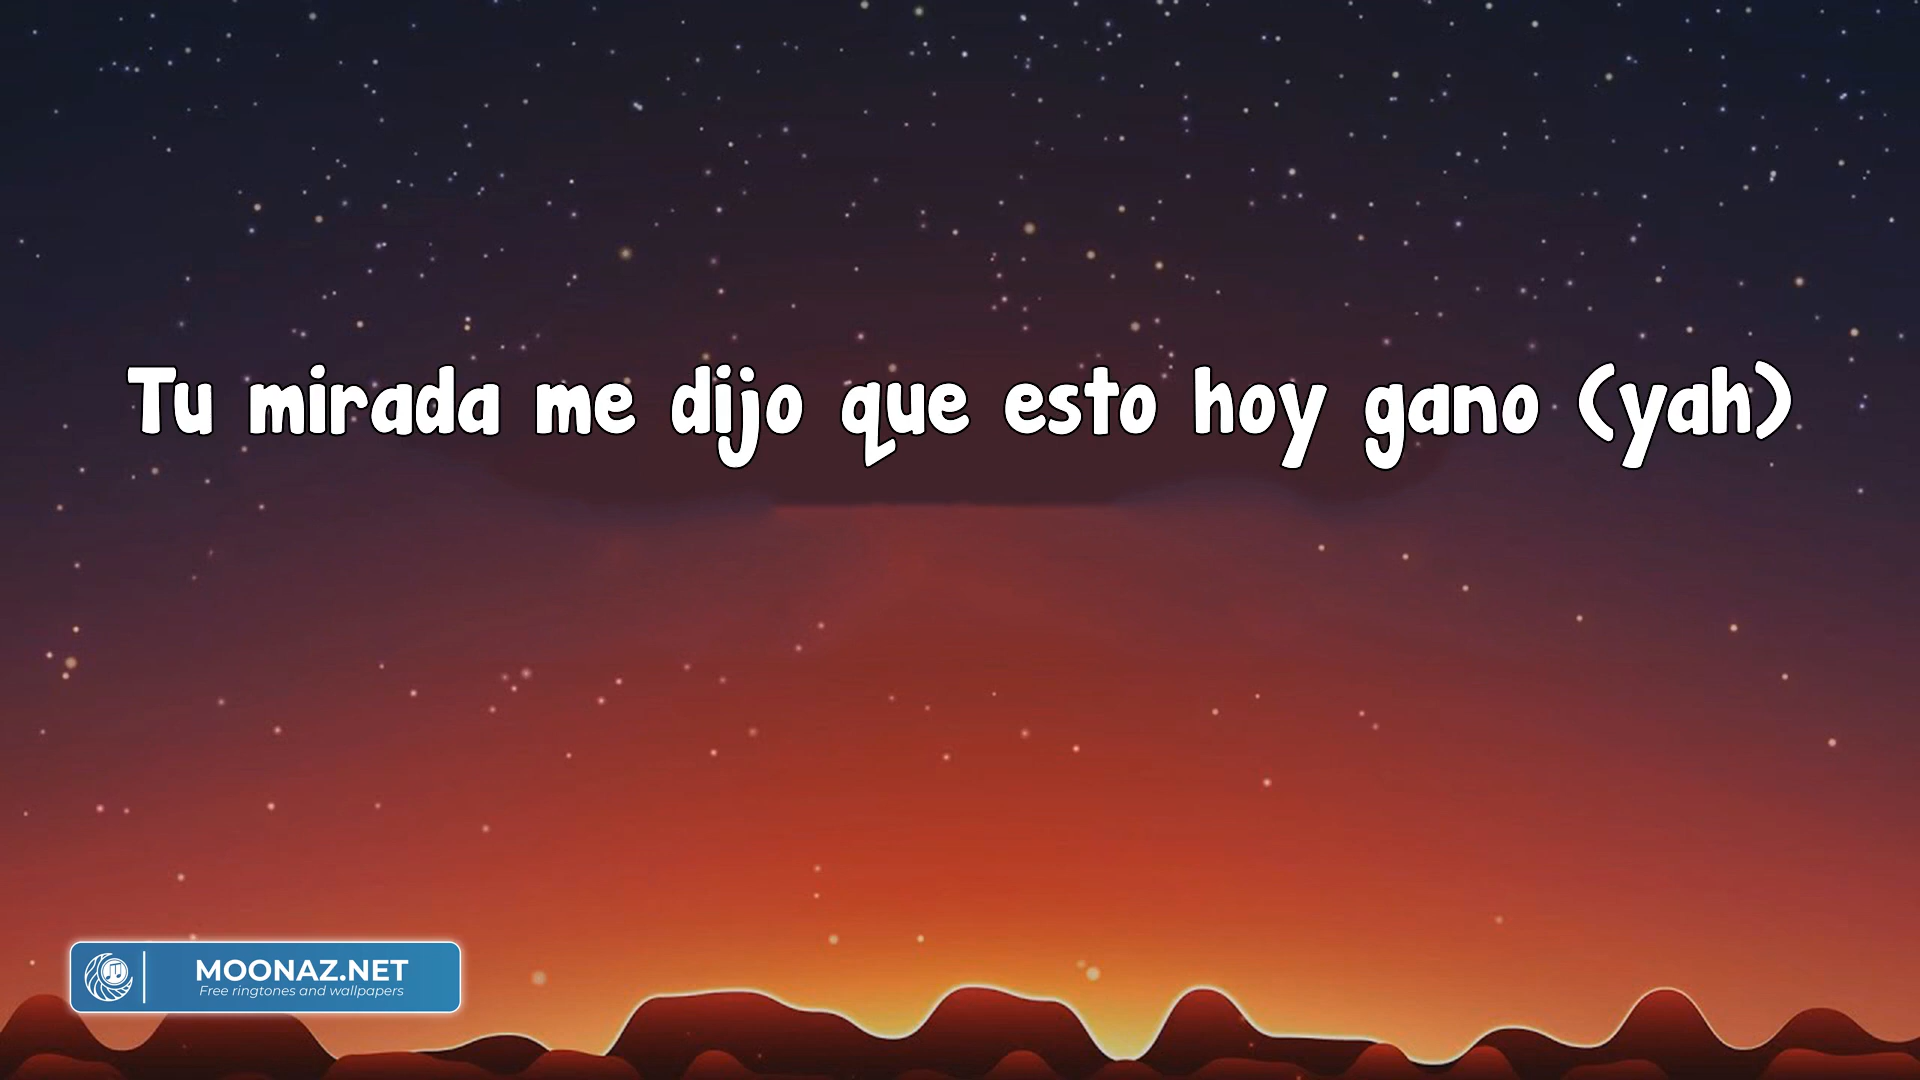 Tu mirada me dijo que esto hoy gano (yah)
MOONAZ.NET
Free ringtones and wallpapers